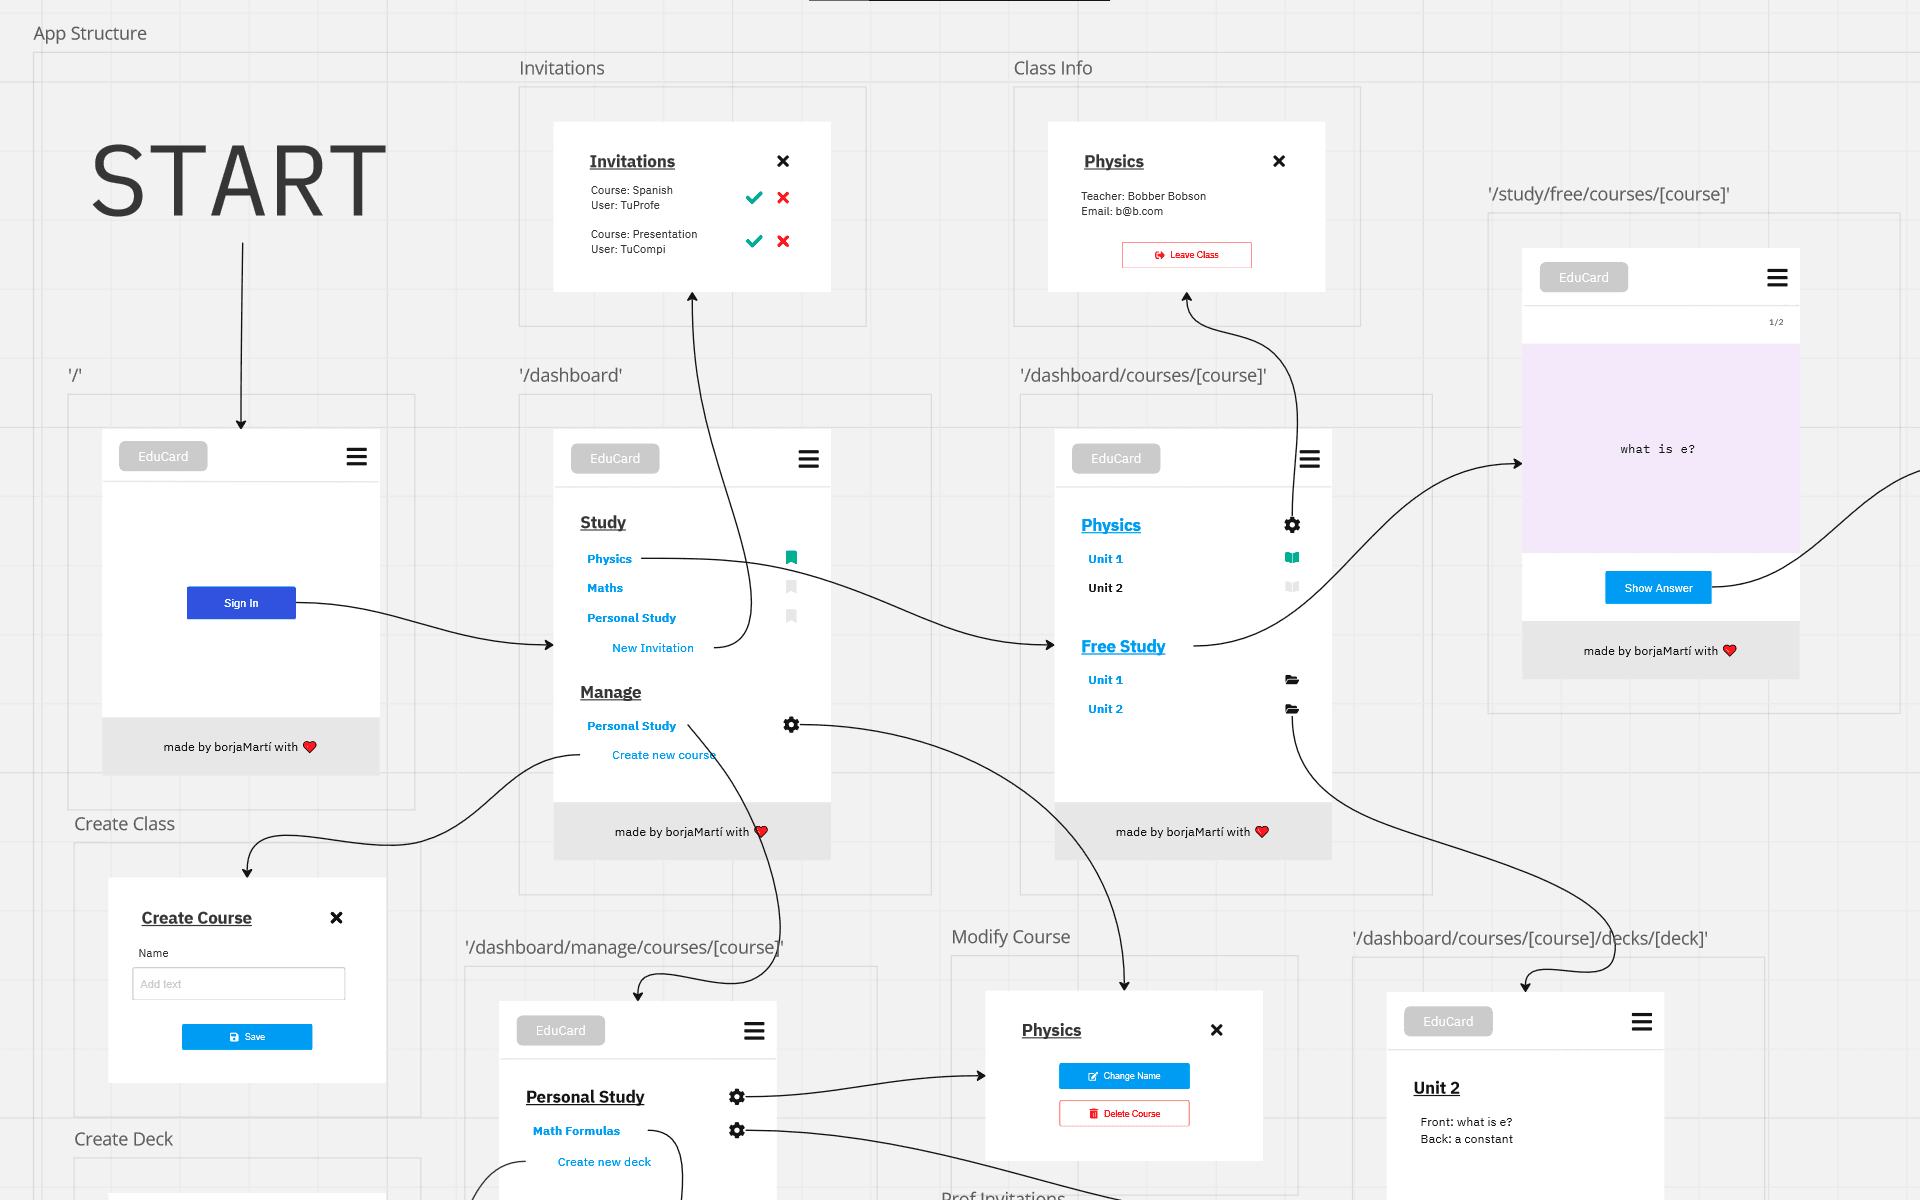 App Structure
START
Invitations
Invitations
Course: Spanish
User: TuProfe
Course: Presentation
User: TuCompi
Class Info
Physics
Teacher: Bobber Bobson
Email: b@b.com
Leave Class
'/study/free/courses/[course]'
EduCard
1/2
what is e?
Show Answer
made by borjaMartí with
'/'
EduCard
Sign In
made by borjaMartí with
'/dashboard'
EduCard
Study
Physics
Maths
Personal Study
New Invitation
Manage
Personal Study
Create new course
made by borjaMartí with
'/dashboard/courses/[course]'
EduCard
Physics
Unit 1
Unit 2
Free Study
Unit 1
Unit 2
made by borjaMartí with
Create Class
Create Course
Name
Add text
Save
'/dashboard/manage/courses/[course]'
EduCard
Personal Study
Math Formulas
Create new deck
Modify Course
Physics
Change Name
Delete Course
'/dashboard/courses/[course]/decks/[deck]'
EduCard
Unit 2
Front: what is e?
Back: a constant
Create Deck
Prof Invitations